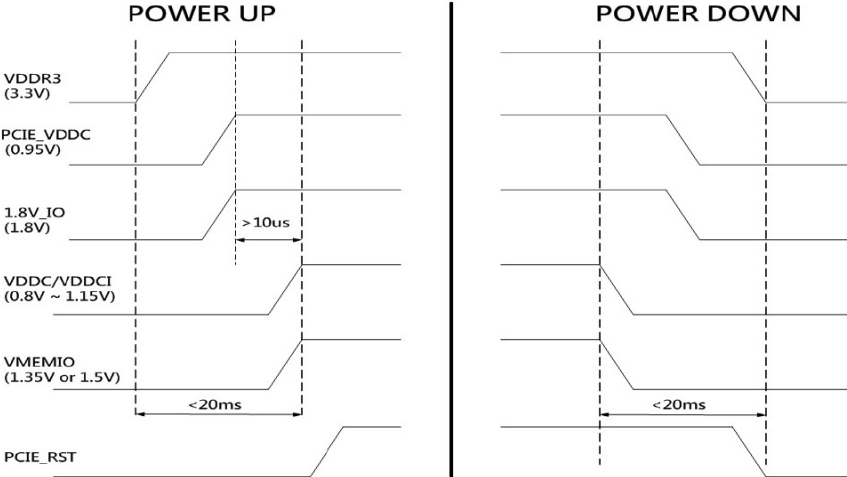 POWER UP
POWER DOWN
VDDR3
(3.3V)
PCIE_VDDC
(0.95V)
1.8V_IO
(1.8V)
>10us
VDDC/VDDCI
(0.8V ~ 1.15V)
VMEMIO
(1.35V or 1.5V)
<20ms
<20ms
PCIE_RST